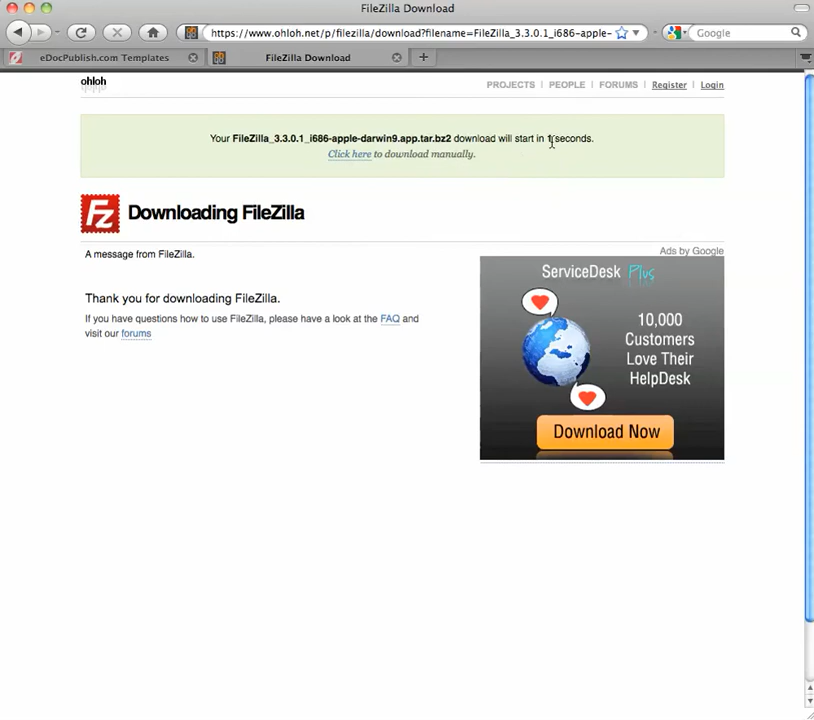 FileZilla Download
https://www.ohloh.net/p/filezilla/download?filename=FileZilla_3.3.0.1_i686-apple-
Google
eDocPublish.com Templates
FileZilla Download
ohloh
PROJECTS | PEOPLE | FORUMS | Register | Login
Your FileZilla_3.3.0.1_i686-apple-darwin9.app.tar.bz2 download will start in 1 seconds.
Click here to download manually.
Fz
Downloading FileZilla
A message from FileZilla.
Ads by Google
Thank you for downloading FileZilla.
If you have questions how to use FileZilla, please have a look at the FAQ and
visit our forums
ServiceDesk Plus
10,000
Customers
Love Their
HelpDesk
Download Now